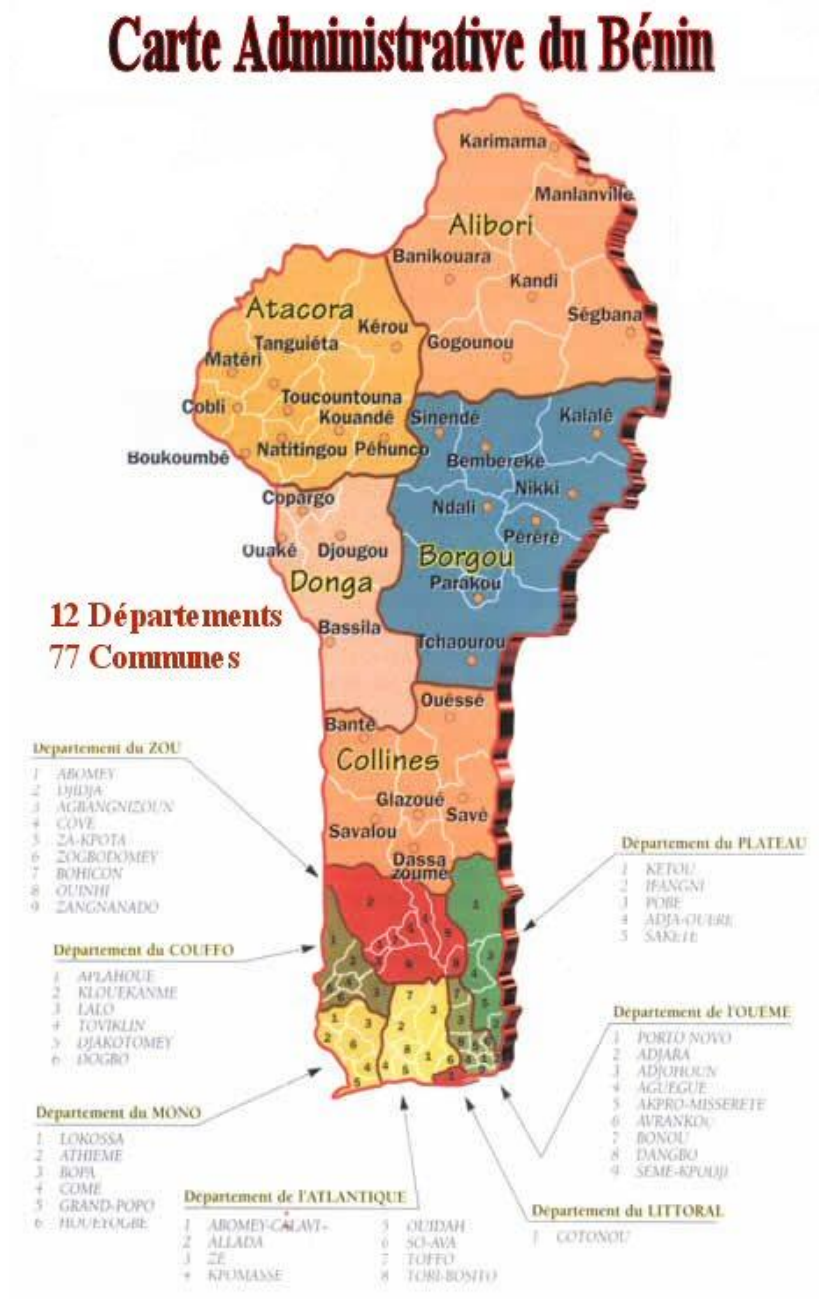 Carte Administrative du Bénin
Karimama
Manlanville
Alibori
Banikouara
Kandi
Ségbana
Gogounou
Atacora
Kérou
Tanguiéta
Matéri
Toucountouna
Cobli
Kouandé
Natitingou
Péhunco
Boukoumbé
Sinendé
Kalalé
Bembereke
Nikki
Ndali
Pérèrè
Borgou
Parakou
Tchaourou
Copargo
Ouaké
Djougou
Donga
Bassila
12 Départements
77 Communes
Ouéssé
Bantè
Collines
Glazoué
Savè
Savalou
Dassa
zoumé
Département du ZOU
1 ABOMEY
2 DJIDJA
3 AGBANGNIZOUN
4 COVE
5 ZA-KPOTA
6 ZOGBODOMEY
7 BOHICON
8 OUINHI
9 ZANGNANADO
Département du COUFFO
1 APLAHOUE
2 KLOUEKANME
3 LALO
4 TOVIKLIN
5 DJAKOTOMEY
6 DOGBO
Département du MONO
1 LOKOSSA
2 ATHIEME
3 BOPA
4 COME
5 GRAND-POPO
6 HOUEYOGBE
Département de l'ATLANTIQUE
1 ABOMEY-CALAVI
2 ALLADA
3 ZE
4 KPOMASSE
5 OUIDAH
6 SO-AVA
7 TOFFO
8 TORI-BOSITO
Département du PLATEAU
1 KETOU
2 IFANGNI
3 POBE
4 ADJA-OUERE
5 SAKETE
Département de l'OUEME
1 PORTO NOVO
2 ADJARA
3 ADJOHOUN
4 AGUEGUE
5 AKPRO-MISSERETE
6 AVRANKOU
7 BONOU
8 DANGBO
9 SEME-KPODJI
Département du LITTORAL
1 COTONOU